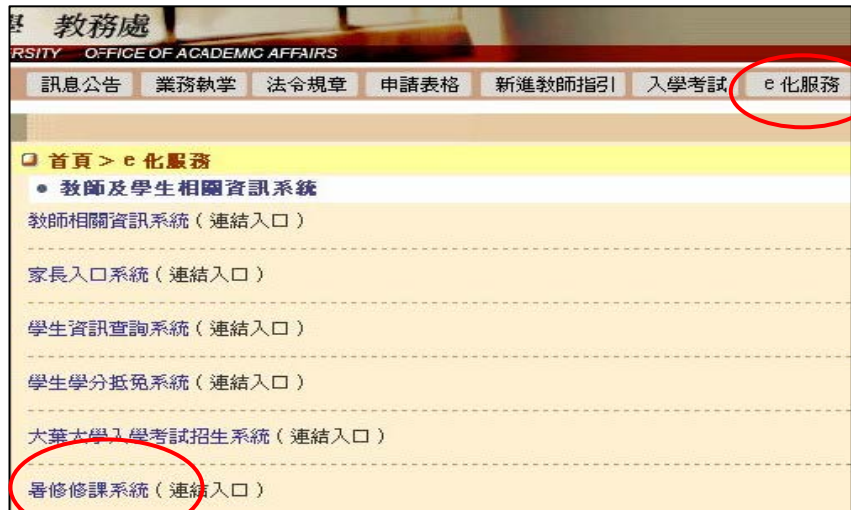 學 教務處
RSITY OFFICE OF ACADEMIC AFFAIRS
訊息公告 業務執掌 法令規章 申請表格 新進教師指引 入學考試 e 化服務
首頁 > e 化服務
• 教師及學生相關資訊系統
教師相關資訊系統 ( 連結入口 )
家長入口系統 ( 連結入口 )
學生資訊查詢系統 ( 連結入口 )
學生學分抵免系統 ( 連結入口 )
大葉大學入學考試招生系統 ( 連結入口 )
暑修修課系統 ( 連結入口 )